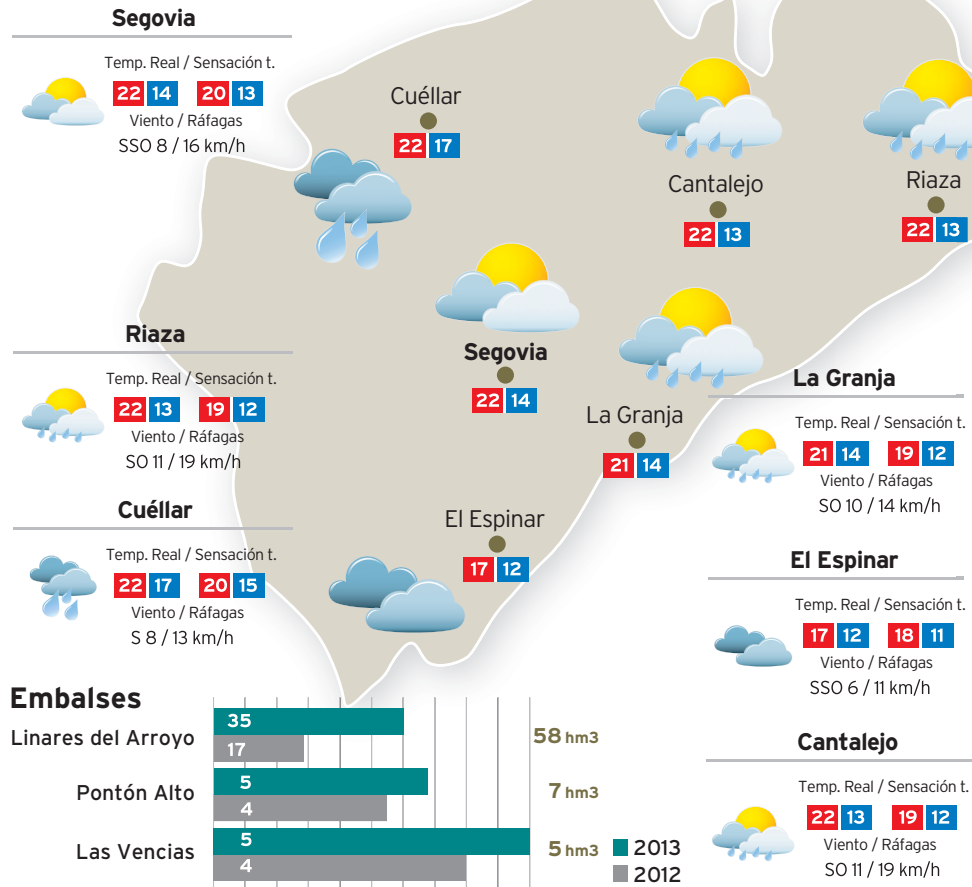 Segovia
Temp. Real / Sensación t.
22 14 20 13
Viento / Ráfagas
SSO 8 / 16 km/h
Cuéllar
22 17
Cantalejo
22 13
Riaza
22 13
Segovia
22 14
La Granja
21 14
El Espinar
17 12
Riaza
Temp. Real / Sensación t.
22 13 19 12
Viento / Ráfagas
SO 11 / 19 km/h
Cuéllar
Temp. Real / Sensación t.
22 17 20 15
Viento / Ráfagas
S 8 / 13 km/h
La Granja
Temp. Real / Sensación t.
21 14 19 12
Viento / Ráfagas
SO 10 / 14 km/h
El Espinar
Temp. Real / Sensación t.
17 12 18 11
Viento / Ráfagas
SSO 6 / 11 km/h
Cantalejo
Temp. Real / Sensación t.
22 13 19 12
Viento / Ráfagas
SO 11 / 19 km/h
Embalses
Linares del Arroyo
35
17
58 hm3
Pontón Alto
5
4
7 hm3
Las Vencias
5
4
5 hm3
2013
2012